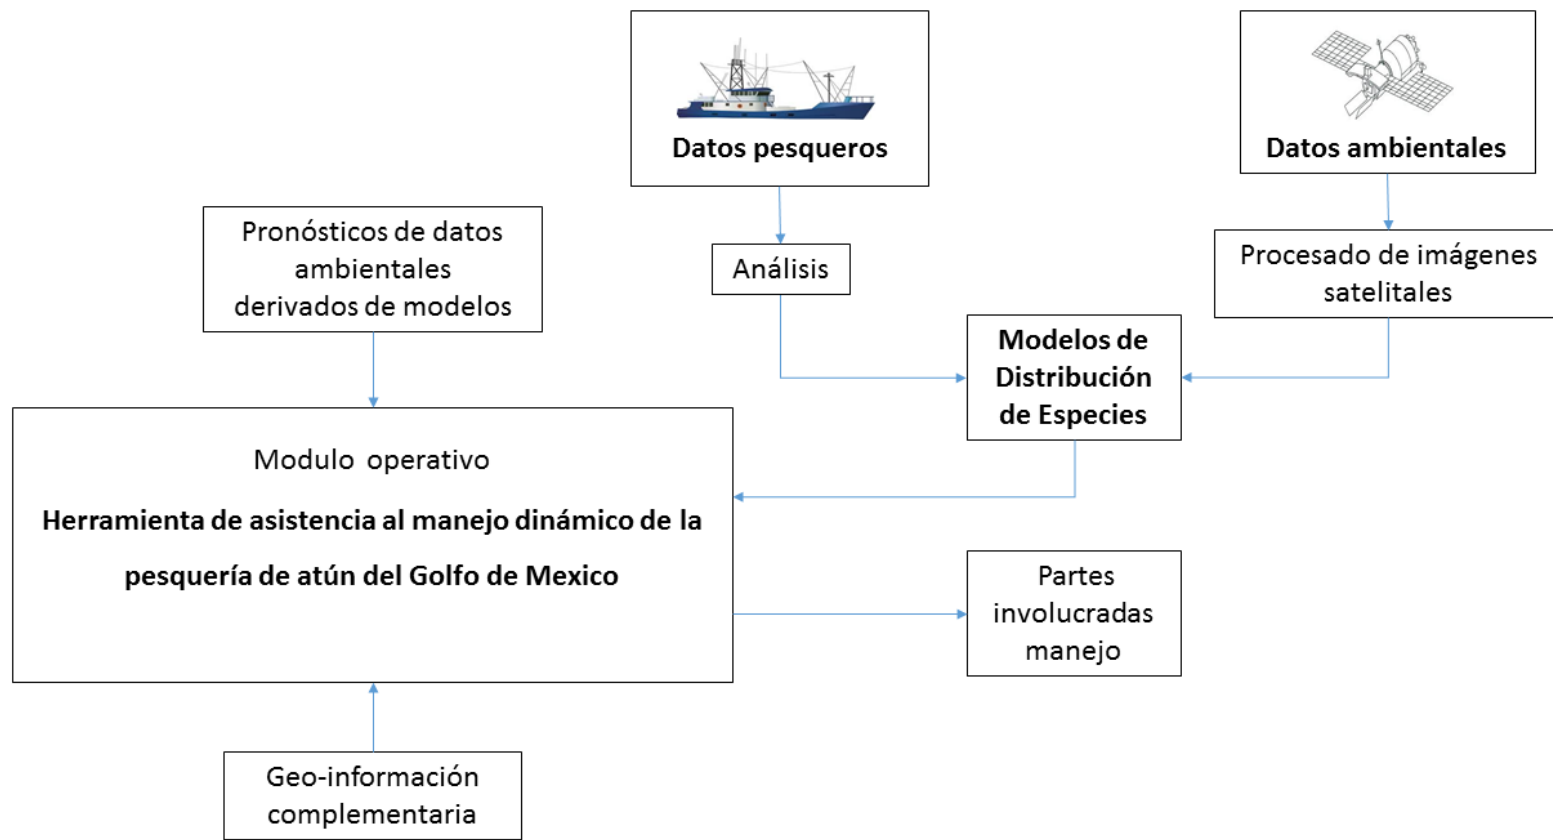 Datos pesqueros
Datos ambientales
Pronósticos de datos
ambientales
derivados de modelos
Análisis
Procesado de imágenes
satelitales
Modelos de
Distribución
de Especies
Modulo operativo
Herramienta de asistencia al manejo dinámico de la
pesquería de atún del Golfo de Mexico
Partes
involucradas
manejo
Geo-información
complementaria